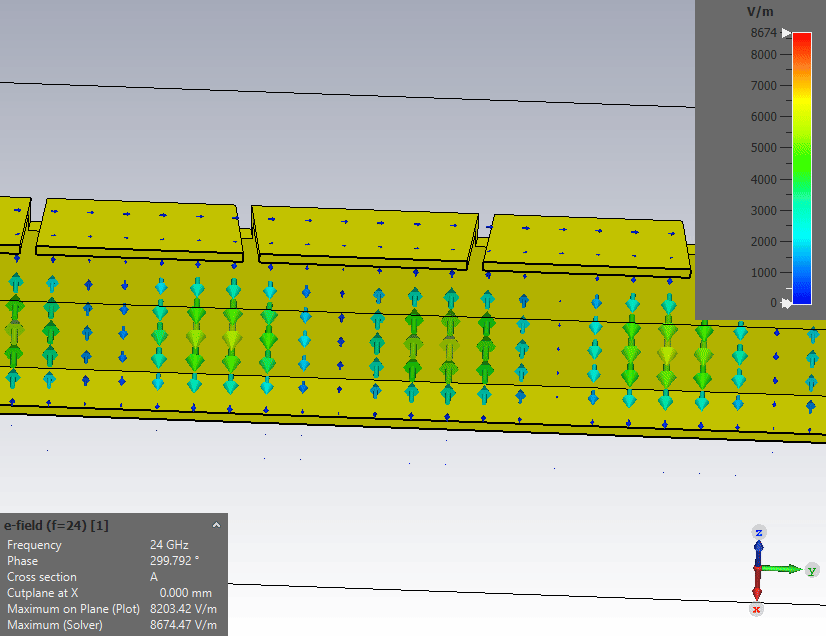 V/m
8674
8000
7000
6000
5000
4000
3000
2000
1000
0
e-field (f=24) [1]
Frequency 24 GHz
Phase 299.792 °
Cross section A
Cutplane at X 0.000 mm
Maximum on Plane (Plot) 8203.42 V/m
Maximum (Solver) 8674.47 V/m
z
y
x